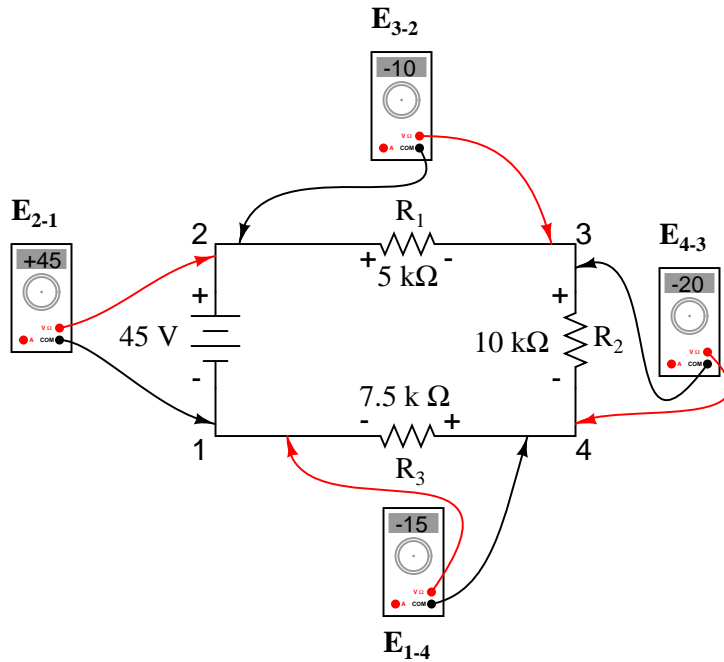 E3-2
-10
V Ω
A COM
E2-1
+45
V Ω
A COM
2
R1
+ -
5 kΩ
3
E4-3
-20
V Ω
A COM
+
45 V
-
+
10 kΩ R2
-
7.5 k Ω
- +
1
R3
4
-15
V Ω
A COM
E1-4